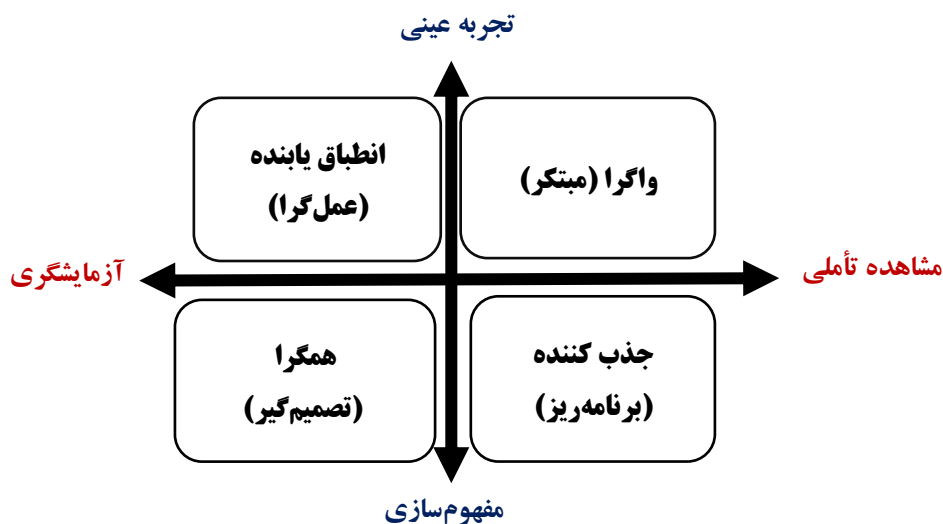 تجربه عینی
واگرا (مبتکر)
انطباق یابنده
(عمل‌گرا)
مشاهده تأملی
آزمایشگری
جذب کننده
(برنامه‌ریز)
همگرا
(تصمیم‌گیر)
مفهوم‌سازی